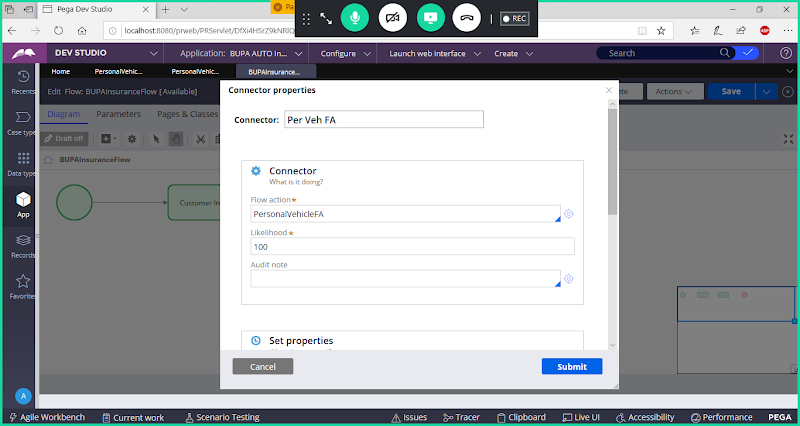 Pega Dev Studio
Pa
localhost:8080/prweb/PRServlet/DfXi4HSrZ9kNRlQ
REC
ABP
DEV STUDIO
Application: BUPA AUTO In...
Configure
Launch web interface
Create
Search
Home
PersonalVehic...
PersonalVehic...
BUPAInsurance...
Recents
Case types
Data types
App
Records
Favorites
A
Edit Flow: BUPAInsuranceFlow [Available]
Actions
Save
Diagram
Parameters
Pages & Classes
Draft off
BUPAInsuranceFlow
Customer In
Connector properties
Connector:
Per Veh FA
Connector
What is it doing?
Flow action★
PersonalVehicleFA
Likelihood ★
100
Audit note
Set properties
Cancel
Submit
Agile Workbench
Current work
Scenario Testing
Issues
Tracer
Clipboard
Live UI
Accessibility
Performance
PEGA